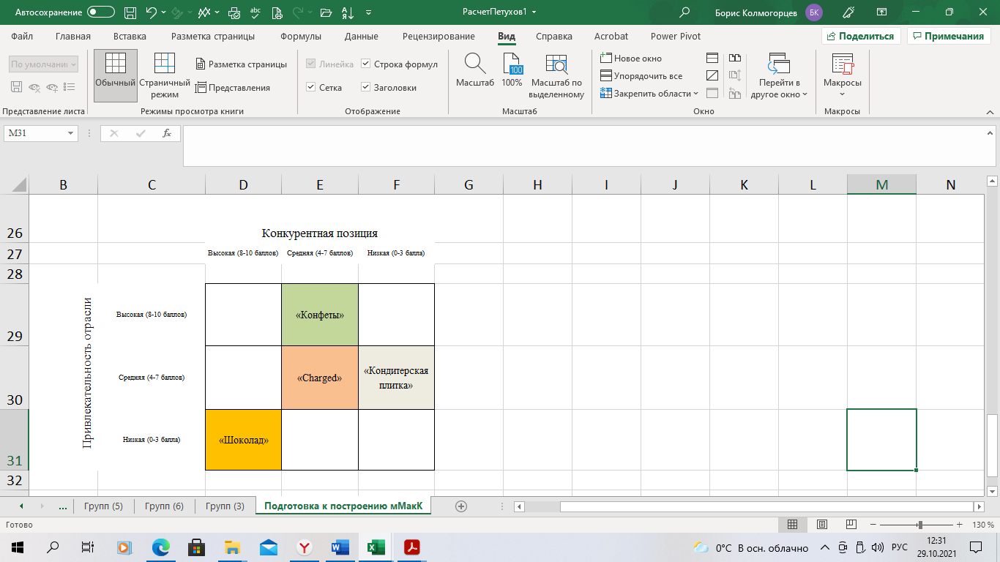 Автосохранение
РасчетПетухов1
Борис Колмогорцев
БК
Файл Главная Вставка Разметка страницы Формулы Данные Рецензирование Вид Справка Acrobat Power Pivot
Поделиться
Примечания
По умолчани
Обычный
Страничный режим
Разметка страницы
Представления
Линейка
Строка формул
Сетка
Заголовки
Масштаб
100
100%
Масштаб по выделенному
Новое окно
Упорядочить все
Закрепить области
Перейти в другое окно
Макросы
Представление листа
Режимы просмотра книги
Отображение
Масштаб
Окно
Макросы
M31
fx
B C D E F G H I J K L M N
26
Конкурентная позиция
27
Высокая (8-10 баллов) Средняя (4-7 баллов) Низкая (0-3 балла)
28
Привлекательность отрасли
Высокая (8-10 баллов)
«Конфеты»
29
Средняя (4-7 баллов)
«Charged»
«Кондитерская
плитка»
30
Низкая (0-3 балла)
«Шоколад»
31
32
... Групп (5) Групп (6) Групп (3) Подготовка к построению мМакК
Готово
130 %
0°C В осн. облачно
РУС
12:31
29.10.2021